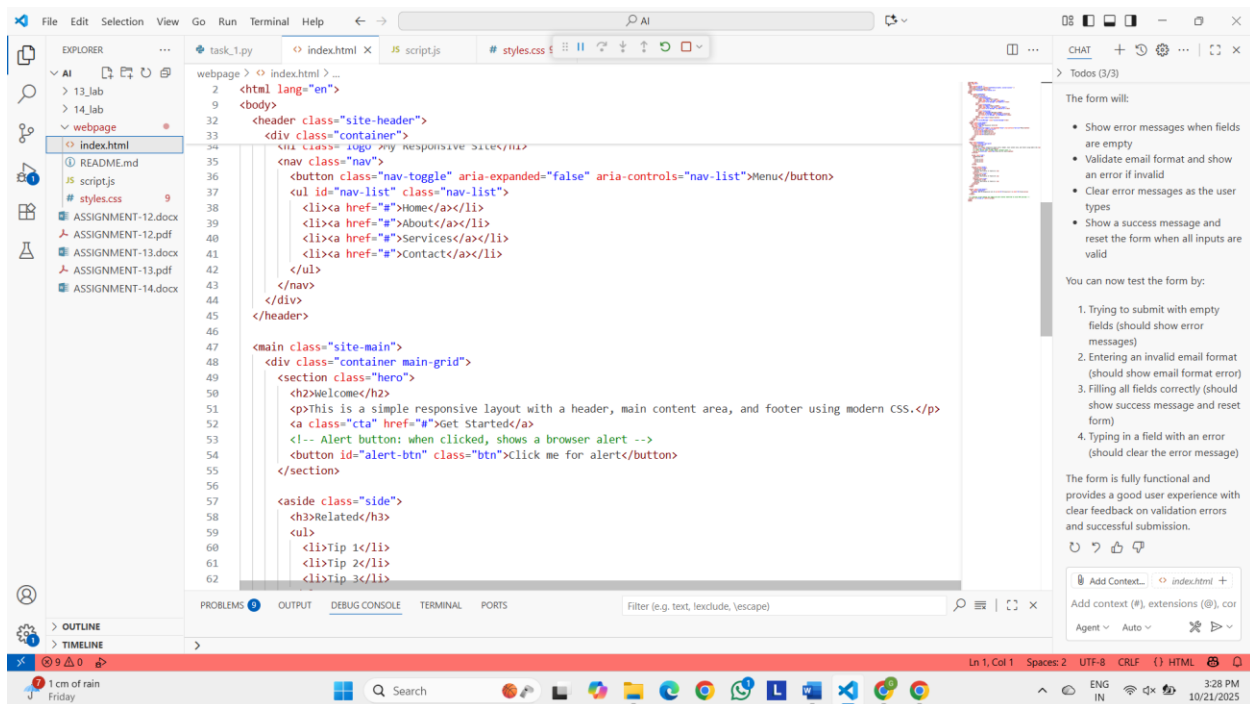 File Edit Selection View Go Run Terminal Help
AI
EXPLORER
AI
13_lab
14_lab
webpage
index.html
README.md
script.js
styles.css 9
ASSIGNMENT-12.docx
ASSIGNMENT-12.pdf
ASSIGNMENT-13.docx
ASSIGNMENT-13.pdf
ASSIGNMENT-14.docx
OUTLINE
TIMELINE
task_1.py index.html script.js # styles.css
webpage > index.html > ...
2 <html lang="en">
9 <body>
32 <header class="site-header">
33 <div class="container">
34 <h1 class="logo">My Responsive Site</h1>
35 <nav class="nav">
36 <button class="nav-toggle" aria-expanded="false" aria-controls="nav-list">Menu</button>
37 <ul id="nav-list" class="nav-list">
38 <li><a href="#">Home</a></li>
39 <li><a href="#">About</a></li>
40 <li><a href="#">Services</a></li>
41 <li><a href="#">Contact</a></li>
42 </ul>
43 </nav>
44 </div>
45 </header>
46
47 <main class="site-main">
48 <div class="container main-grid">
49 <section class="hero">
50 <h2>Welcome</h2>
51 <p>This is a simple responsive layout with a header, main content area, and footer using modern CSS.</p>
52 <a class="cta" href="#">Get Started</a>
53 <!-- Alert button: when clicked, shows a browser alert -->
54 <button id="alert-btn" class="btn">Click me for alert</button>
55 </section>
56
57 <aside class="side">
58 <h3>Related</h3>
59 <ul>
60 <li>Tip 1</li>
61 <li>Tip 2</li>
62 <li>Tip 3</li>
PROBLEMS 9 OUTPUT DEBUG CONSOLE TERMINAL PORTS
Filter (e.g. text, !exclude, \escape)
CHAT
Todos (3/3)
The form will:
• Show error messages when fields
are empty
• Validate email format and show
an error if invalid
• Clear error messages as the user
types
• Show a success message and
reset the form when all inputs are
valid
You can now test the form by:
1. Trying to submit with empty
fields (should show error
messages)
2. Entering an invalid email format
(should show email format error)
3. Filling all fields correctly (should
show success message and reset
form)
4. Typing in a field with an error
(should clear the error message)
The form is fully functional and
provides a good user experience with
clear feedback on validation errors
and successful submission.
Add Context... index.html +
Add context (#), extensions (@), cor
Agent Auto
9 0
Ln 1, Col 1 Spaces: 2 UTF-8 CRLF {} HTML
1 cm of rain
Friday
Search
ENG
IN
3:28 PM
10/21/2025